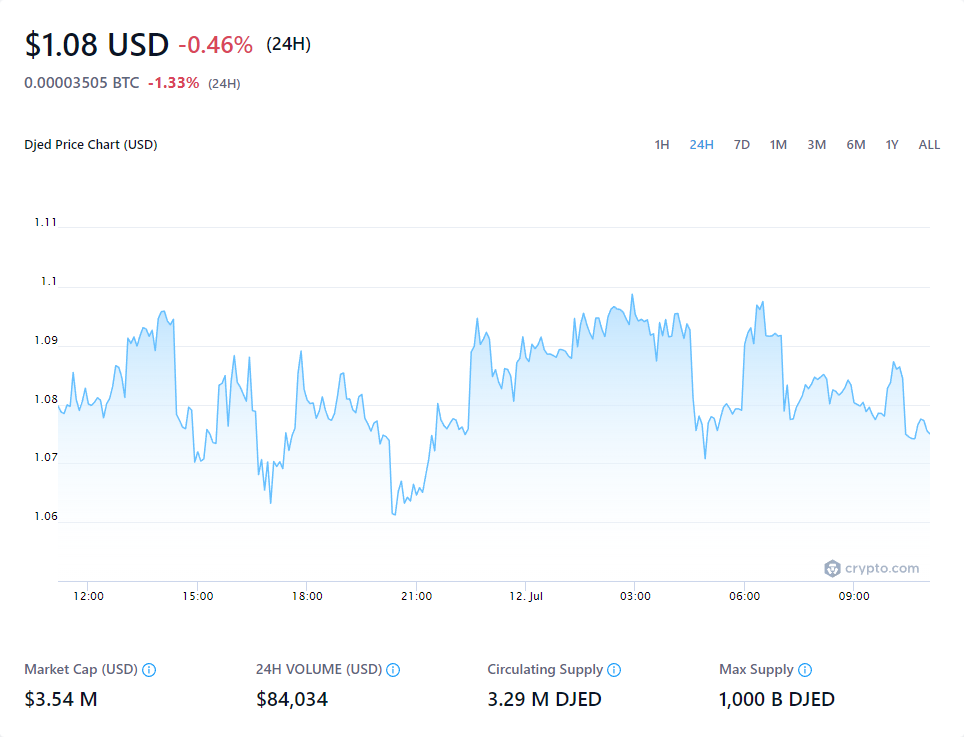 $1.08 USD -0.46% (24H)
0.00003505 BTC -1.33% (24H)
Djed Price Chart (USD) 1H 24H 7D 1M 3M 6M 1Y ALL
1.11
1.1
1.09
1.08
1.07
1.06
crypto.com
12:00 15:00 18:00 21:00 12. Jul 03:00 06:00 09:00
Market Cap (USD) 24H VOLUME (USD) Circulating Supply Max Supply
$3.54 M $84,034 3.29 M DJED 1,000 B DJED